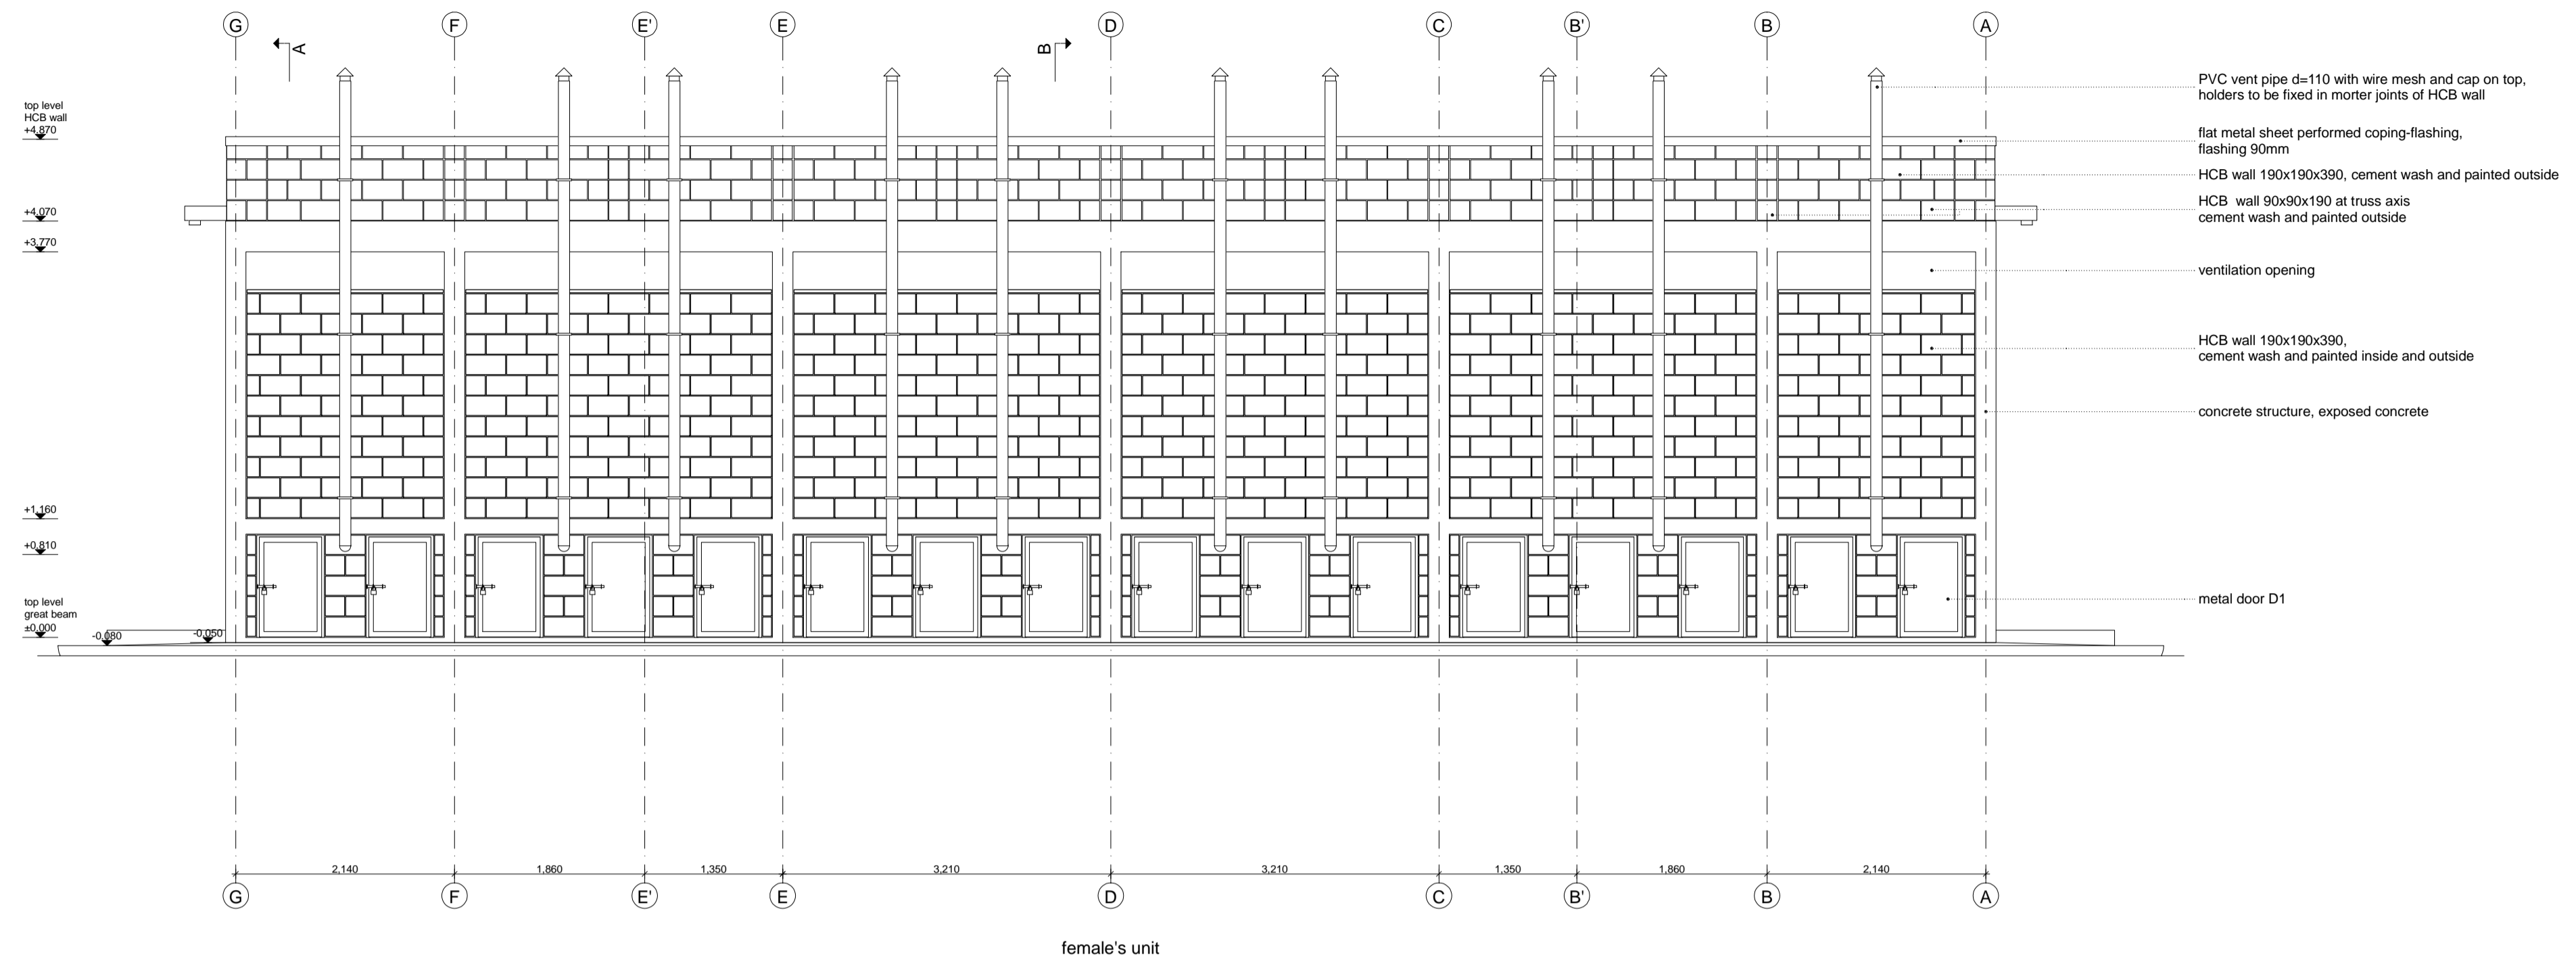 G F E' E D C B' B A
A B
PVC vent pipe d=110 with wire mesh and cap on top,
holders to be fixed in morter joints of HCB wall
top level
HCB wall
+4.870
flat metal sheet performed coping-flashing,
flashing 90mm
HCB wall 190x190x390, cement wash and painted outside
+4.070
HCB wall 90x90x190 at truss axis
cement wash and painted outside
+3.770
ventilation opening
HCB wall 190x190x390,
cement wash and painted inside and outside
concrete structure, exposed concrete
+1.160
+0.810
metal door D1
top level
great beam
±0.000
-0.080 -0.050
2,140 1,860 1,350 3,210 3,210 1,350 1,860 2,140
G F E' E D C B' B A
female's unit